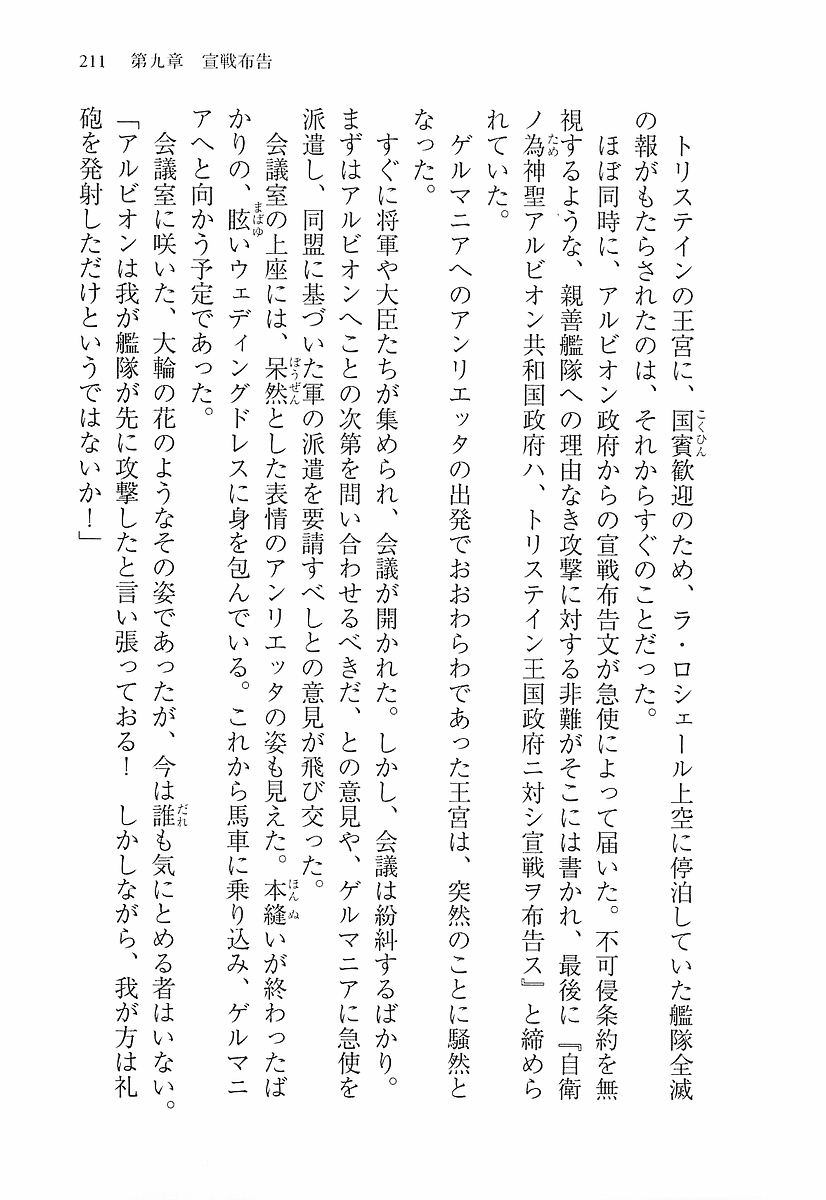 211　第九章　宣戦布告
　トリステインの王宮に、国賓歓迎のため、ラ・ロシェール上空に停泊していた艦隊全滅
の報がもたらされたのは、それからすぐのことだった。
　ほぼ同時に、アルビオン政府からの宣戦布告文が急使によって届いた。不可侵条約を無
視するような、親善艦隊への理由なき攻撃に対する非難がそこには書かれ、最後に『自衛
ノ為神聖アルビオン共和国政府ハ、トリステイン王国政府ニ対シ宣戦ヲ布告ス』と締めら
れていた。
　ゲルマニアへのアンリエッタの出発でおおわらわであった王宮は、突然のことに騒然と
なった。
　すぐに将軍や大臣たちが集められ、会議が開かれた。しかし、会議は紛糾するばかり。
まずはアルビオンへことの次第を問い合わせるべきだ、との意見や、ゲルマニアに急使を
派遣し、同盟に基づいた軍の派遣を要請すべしとの意見が飛び交った。
　会議室の上座には、呆然とした表情のアンリエッタの姿も見えた。本縫いが終わったば
かりの、眩いウェディングドレスに身を包んでいる。これから馬車に乗り込み、ゲルマニ
アへと向かう予定であった。
　会議室に咲いた、大輪の花のようなその姿であったが、今は誰も気にとめる者はいない。
「アルビオンは我が艦隊が先に攻撃したと言い張っておる！　しかしながら、我が方は礼
砲を発射しただけというではないか！」